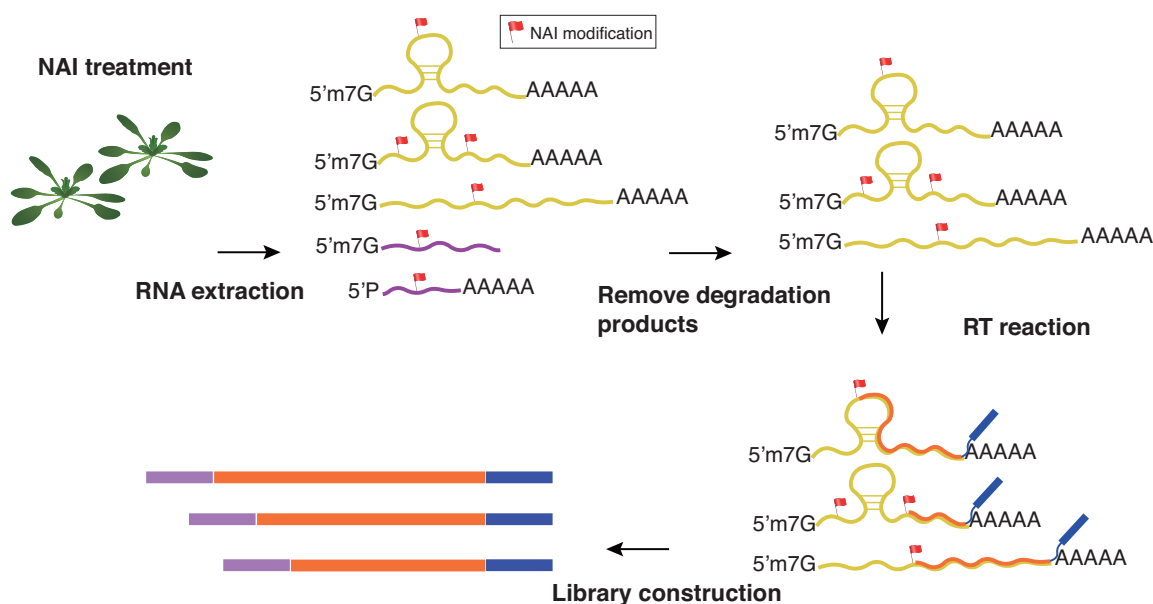 NAI modification
NAI treatment
5'm7G AAAAA
5'm7G AAAAA
5'm7G AAAAA
5'm7G
5'P AAAAA
RNA extraction
Remove degradation
products
5'm7G AAAAA
5'm7G AAAAA
5'm7G AAAAA
RT reaction
5'm7G AAAAA
5'm7G AAAAA
5'm7G AAAAA
Library construction